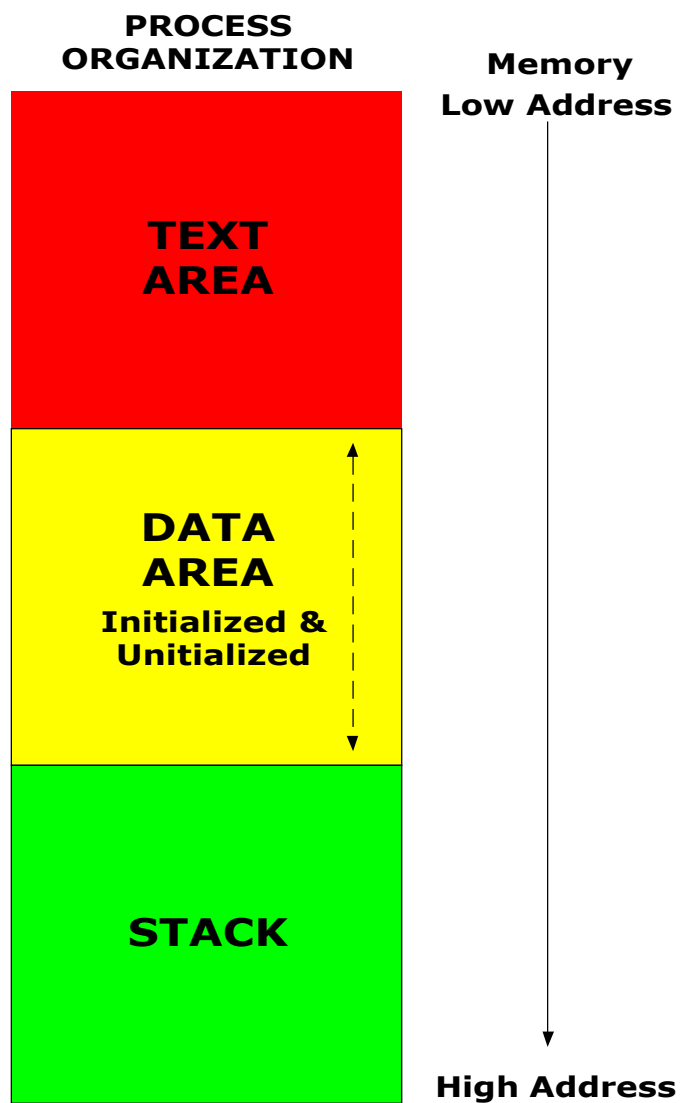 PROCESS
ORGANIZATION
Memory
Low Address
TEXT
AREA
DATA
AREA
Initialized &
Unitialized
STACK
High Address